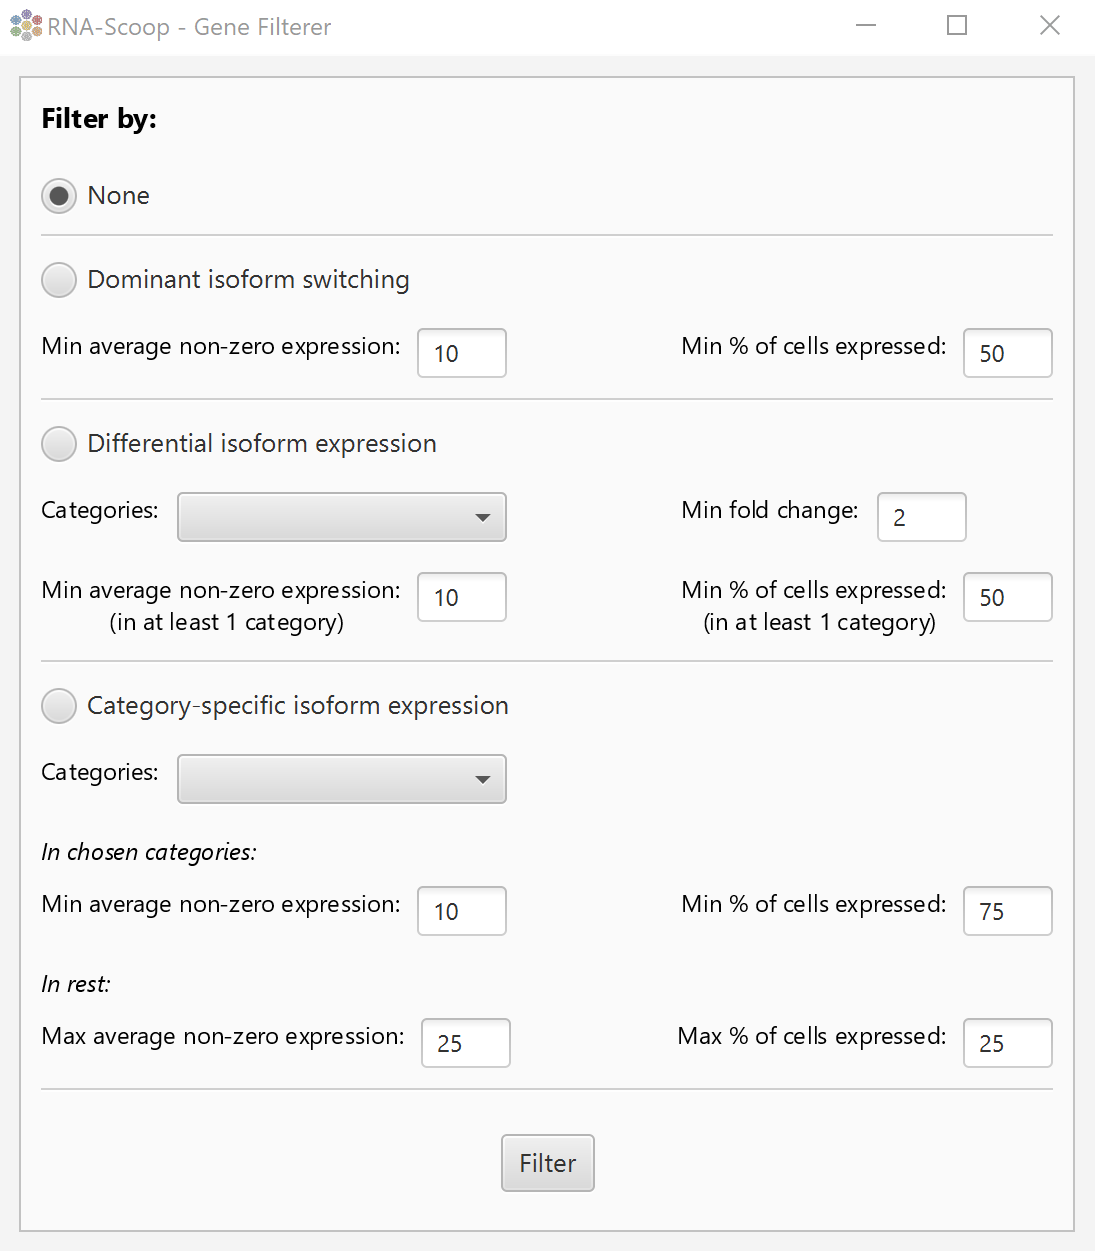 RNA-Scoop - Gene Filterer
Filter by:
None
Dominant isoform switching
Min average non-zero expression: 10 Min % of cells expressed: 50
Differential isoform expression
Categories: Min fold change: 2
Min average non-zero expression: 10 Min % of cells expressed: 50
(in at least 1 category) (in at least 1 category)
Category-specific isoform expression
Categories:
In chosen categories:
Min average non-zero expression: 10 Min % of cells expressed: 75
In rest:
Max average non-zero expression: 25 Max % of cells expressed: 25
Filter